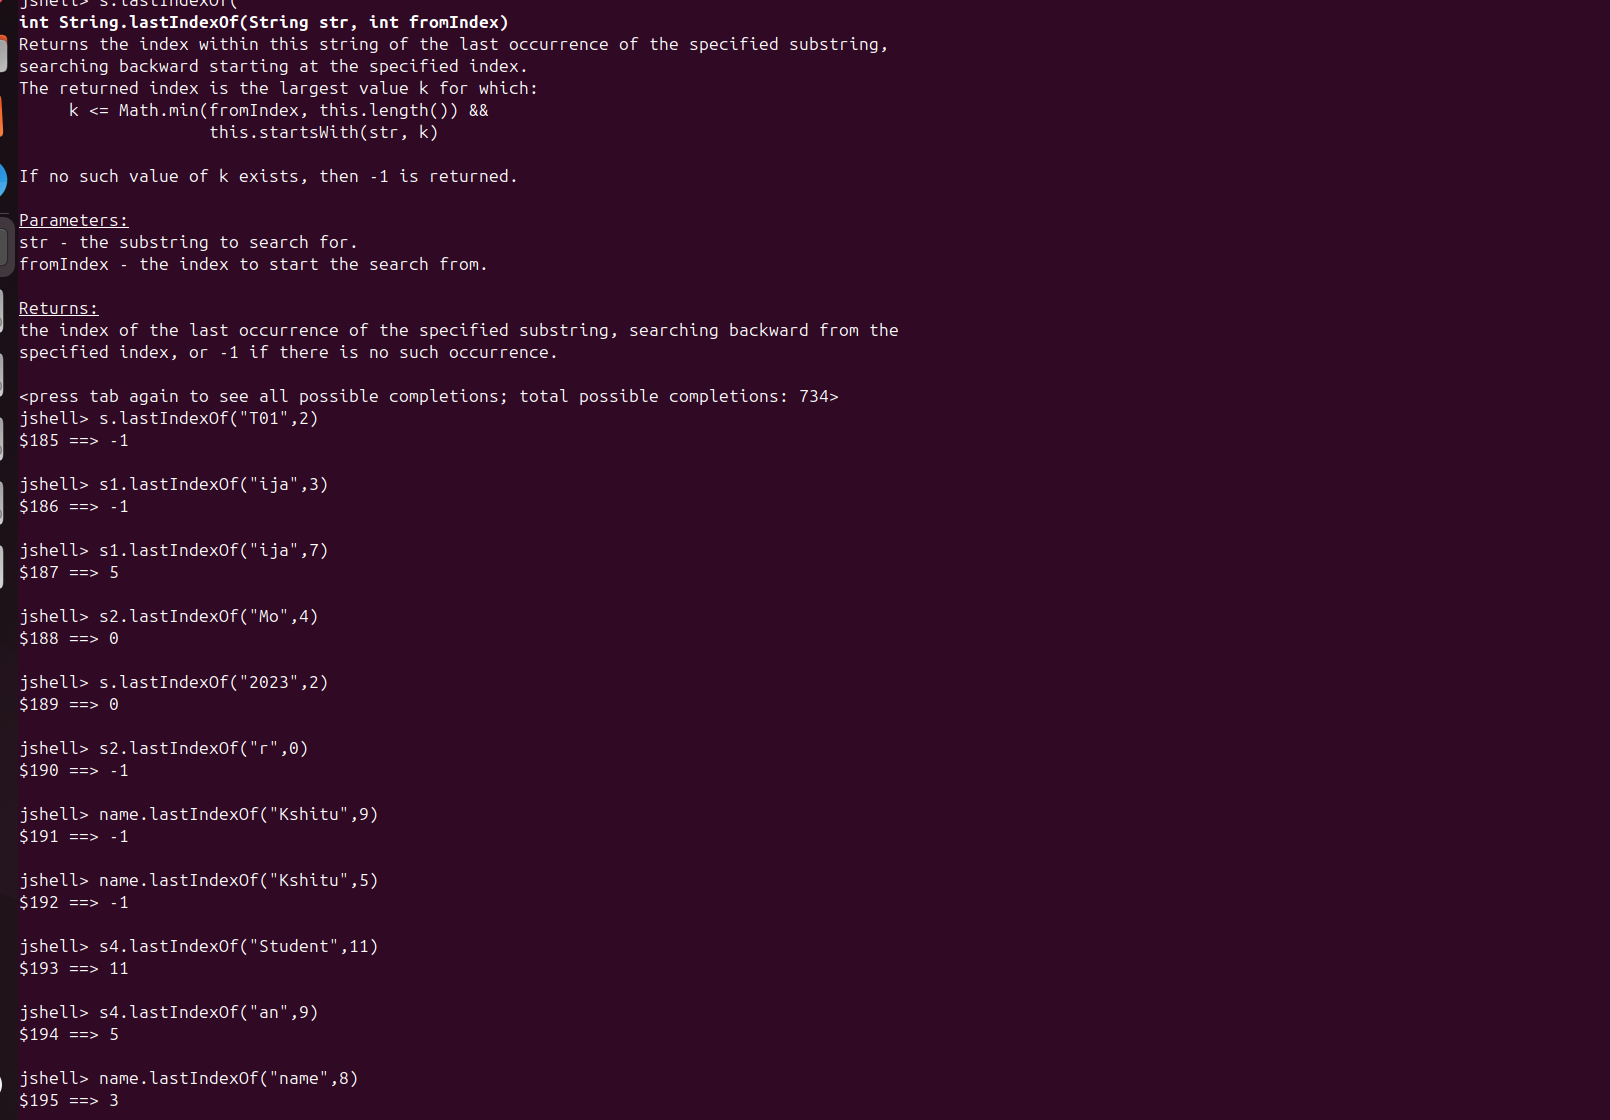 jshell> s.lastIndexOf(
int String.lastIndexOf(String str, int fromIndex)
Returns the index within this string of the last occurrence of the specified substring,
searching backward starting at the specified index.
The returned index is the largest value k for which:
     k <= Math.min(fromIndex, this.length()) &&
                   this.startsWith(str, k)
If no such value of k exists, then -1 is returned.
Parameters:
str - the substring to search for.
fromIndex - the index to start the search from.
Returns:
the index of the last occurrence of the specified substring, searching backward from the
specified index, or -1 if there is no such occurrence.
<press tab again to see all possible completions; total possible completions: 734>
jshell> s.lastIndexOf("T01",2)
$185 ==> -1
jshell> s1.lastIndexOf("ija",3)
$186 ==> -1
jshell> s1.lastIndexOf("ija",7)
$187 ==> 5
jshell> s2.lastIndexOf("Mo",4)
$188 ==> 0
jshell> s.lastIndexOf("2023",2)
$189 ==> 0
jshell> s2.lastIndexOf("r",0)
$190 ==> -1
jshell> name.lastIndexOf("Kshitu",9)
$191 ==> -1
jshell> name.lastIndexOf("Kshitu",5)
$192 ==> -1
jshell> s4.lastIndexOf("Student",11)
$193 ==> 11
jshell> s4.lastIndexOf("an",9)
$194 ==> 5
jshell> name.lastIndexOf("name",8)
$195 ==> 3